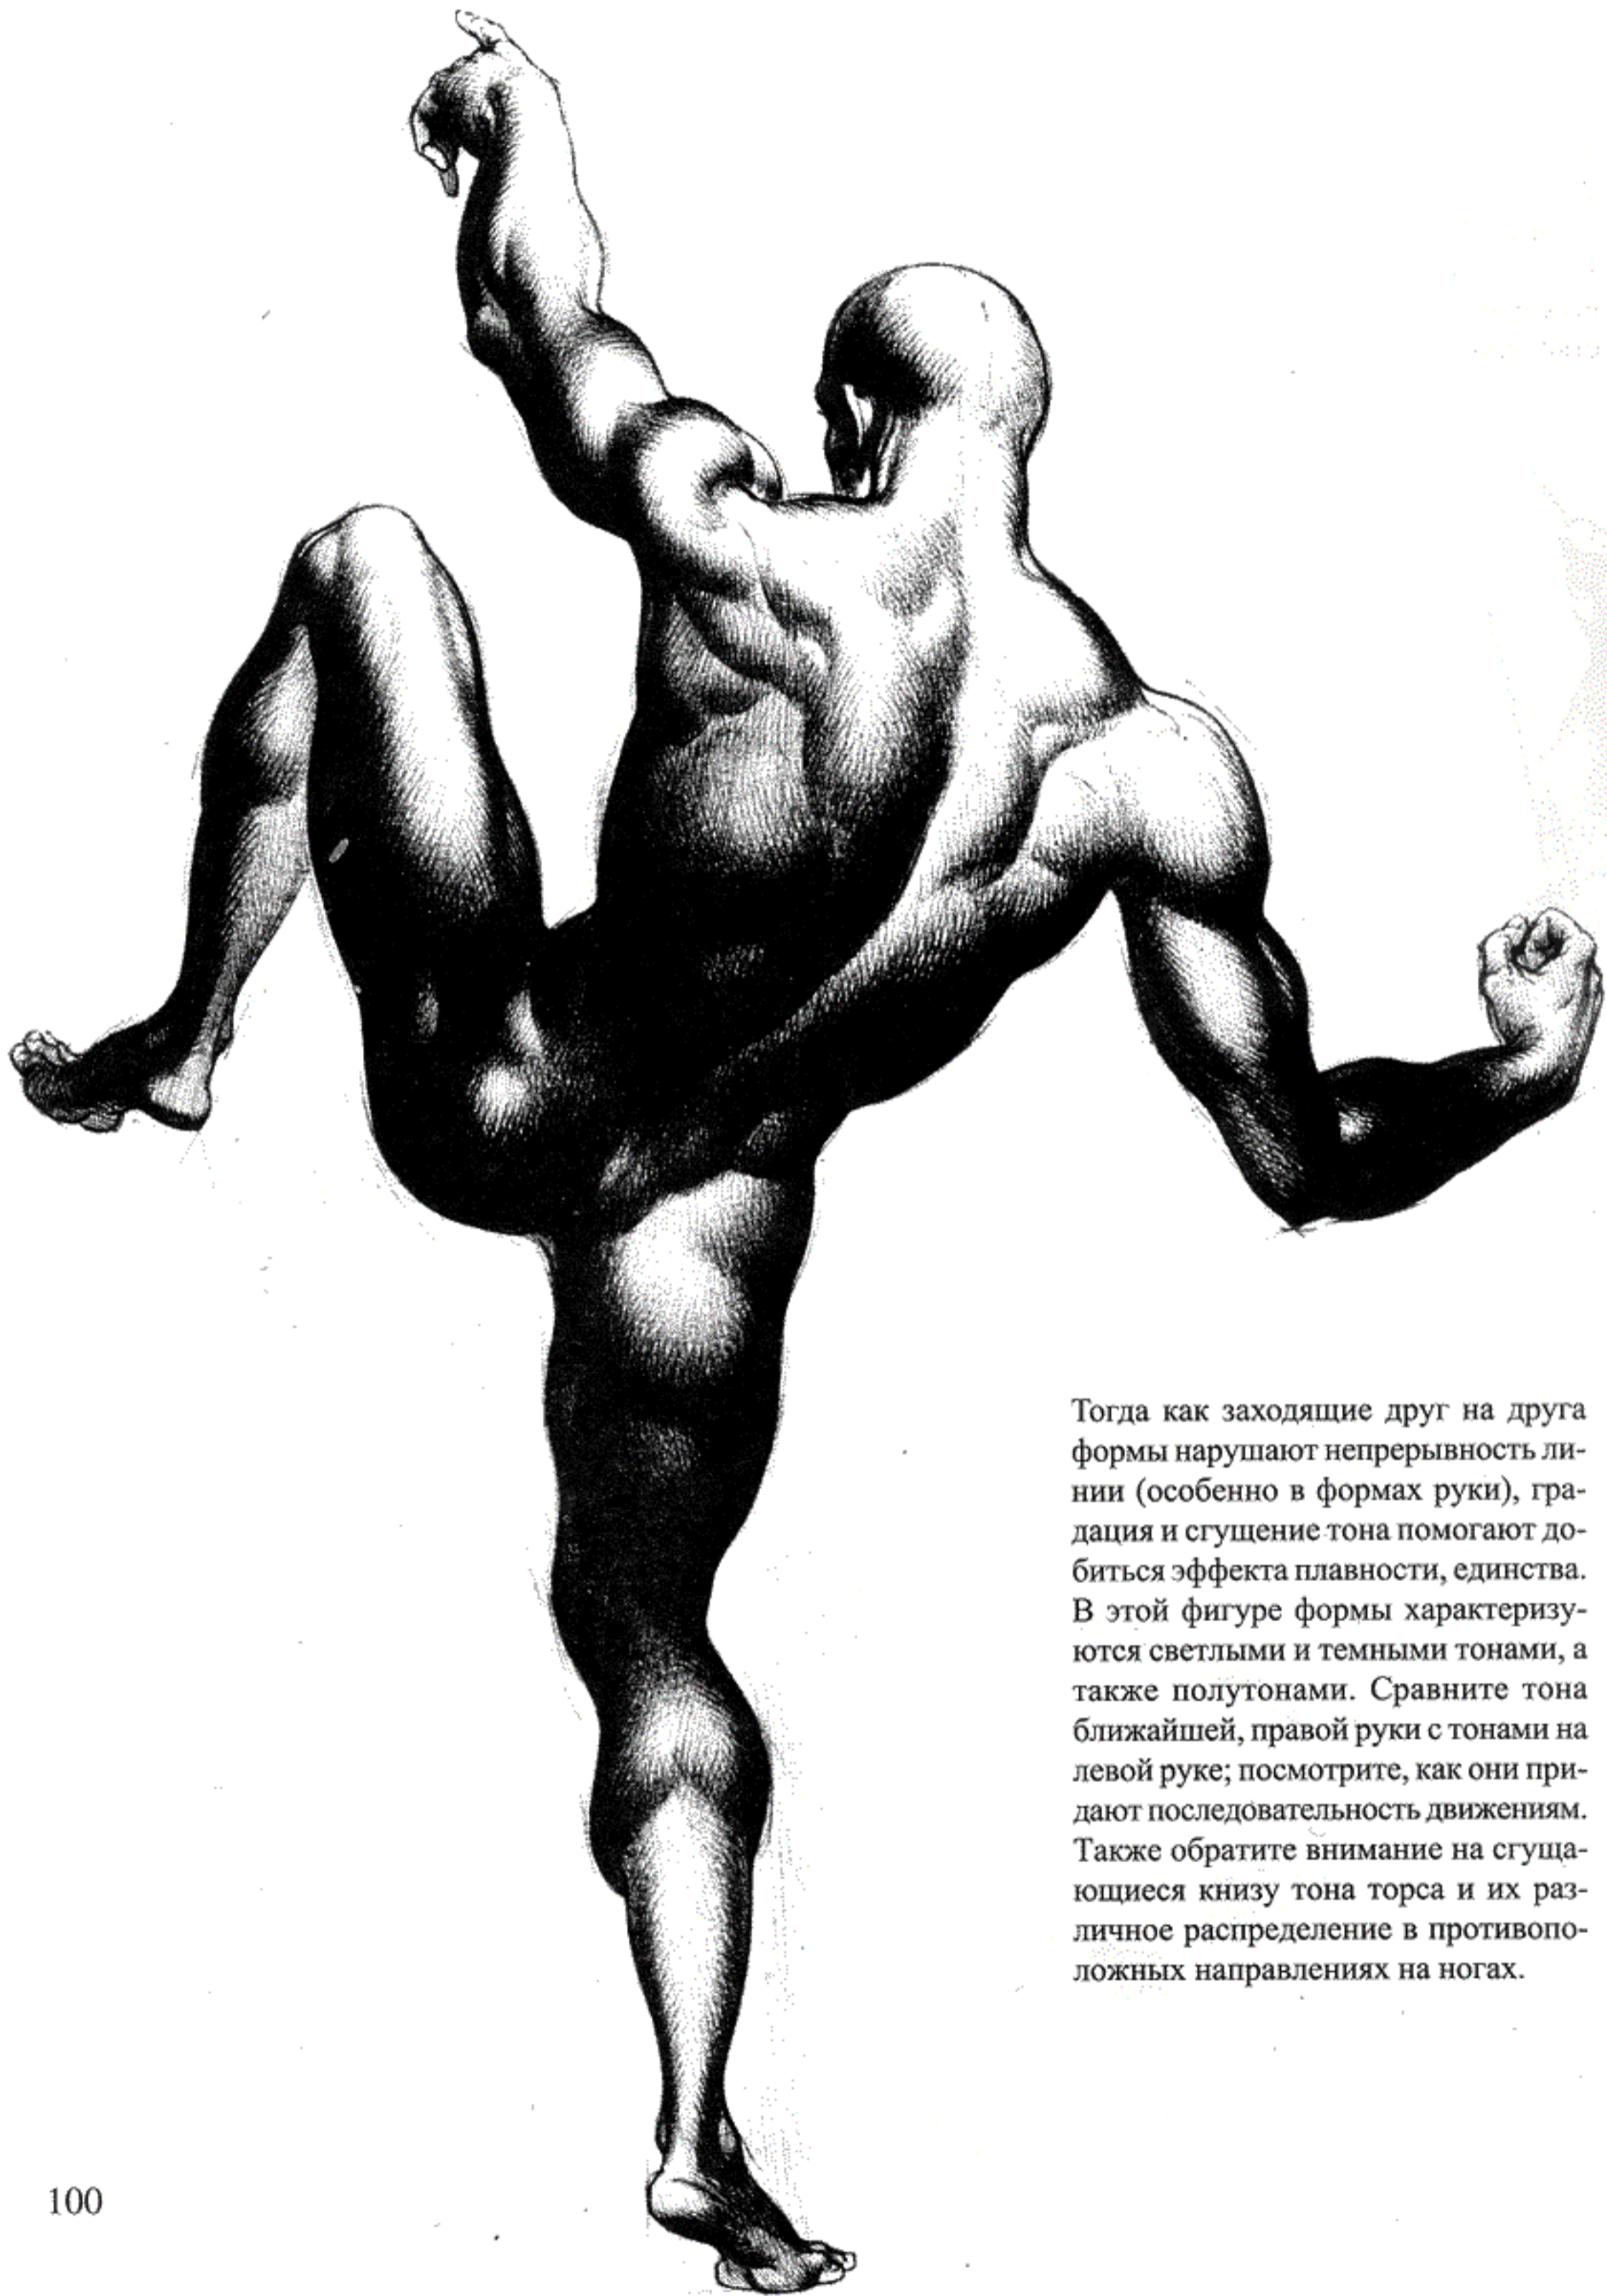 Тогда как заходящие друг на друга
формы нарушают непрерывность ли-
нии (особенно в формах руки), гра-
дация и сгущение тона помогают до-
биться эффекта плавности, единства.
В этой фигуре формы характеризу-
ются светлыми и темными тонами, а
также полутонами. Сравните тона
ближайшей, правой руки с тонами на
левой руке; посмотрите, как они при-
дают последовательность движениям.
Также обратите внимание на сгуща-
ющиеся книзу тона торса и их раз-
личное распределение в противопо-
ложных направлениях на ногах.
100